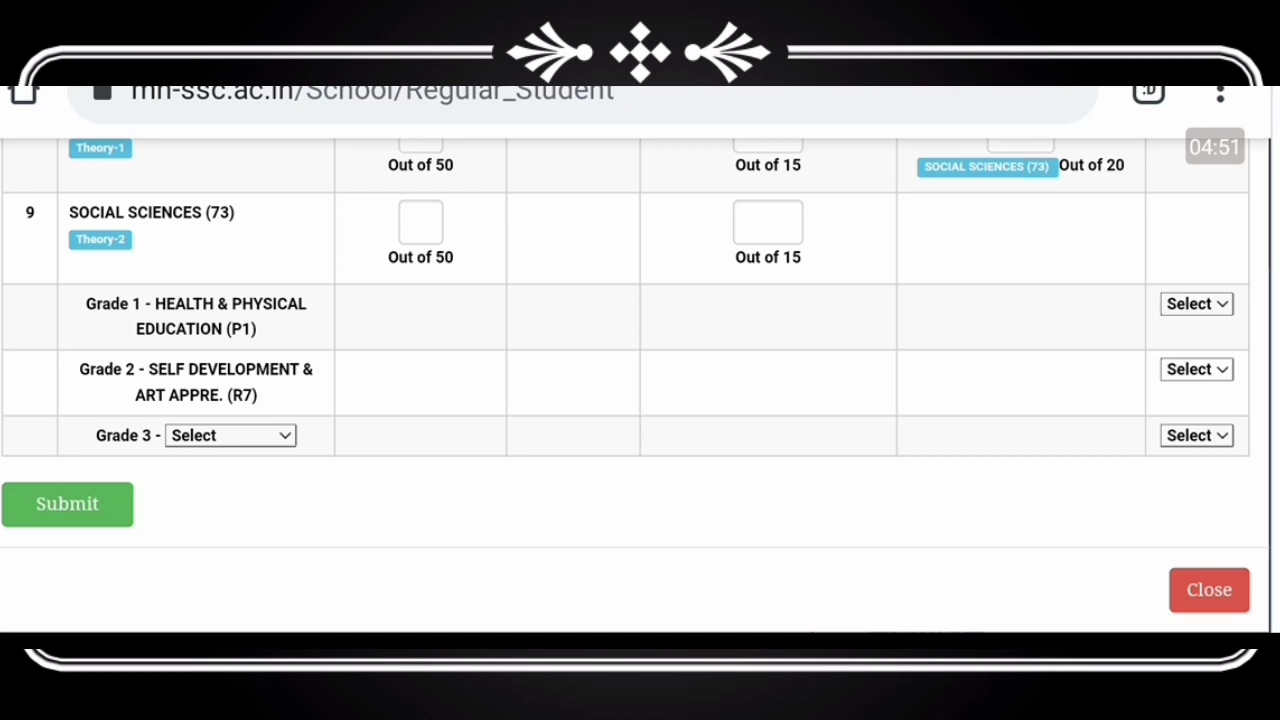 mh-ssc.ac.in/School/Regular_Student
:D
04:51
Theory-1
Out of 50
Out of 15
SOCIAL SCIENCES (73) Out of 20
9
SOCIAL SCIENCES (73)
Theory-2
Out of 50
Out of 15
Grade 1 - HEALTH & PHYSICAL
EDUCATION (P1)
Select
Grade 2 - SELF DEVELOPMENT &
ART APPRE. (R7)
Select
Grade 3 - Select
Select
Submit
Close